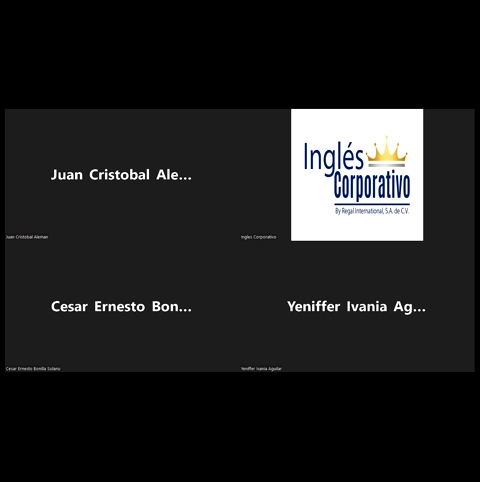 Juan Cristobal Ale...
Juan Cristobal Aleman
Inglés
Corporativo
By Regal International, S.A. de C.V.
Ingles Corporativo
Cesar Ernesto Bon...
Cesar Ernesto Bonilla Solano
Yeniffer Ivania Ag...
Yeniffer Ivania Aguilar